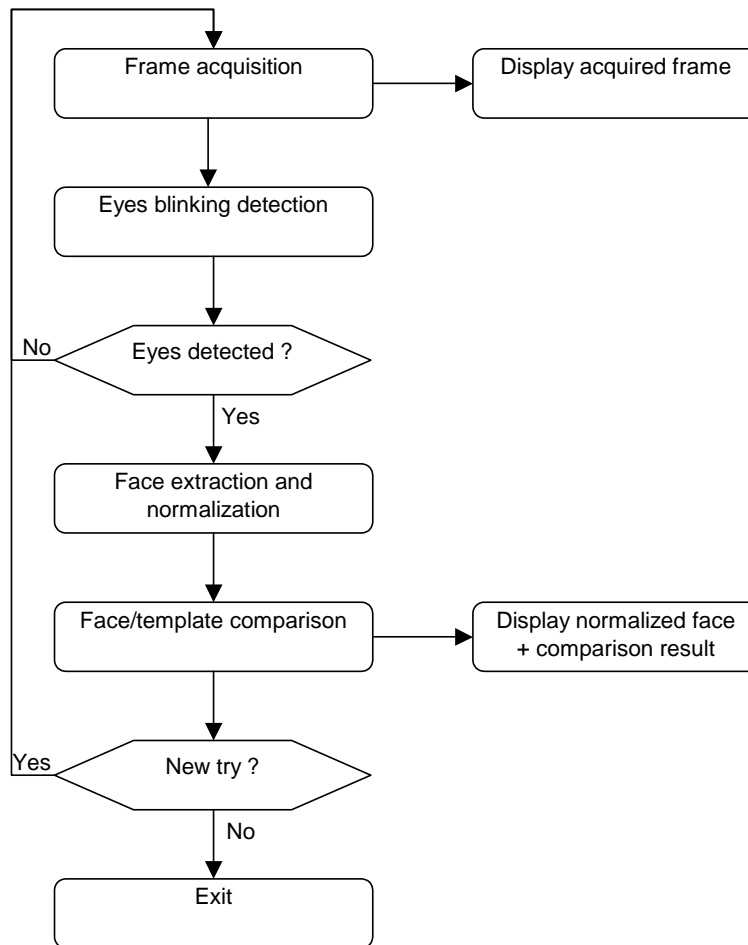 Frame acquisition
Display acquired frame
Eyes blinking detection
Eyes detected ?
No
Yes
Face extraction and
normalization
Face/template comparison
Display normalized face
+ comparison result
New try ?
Yes
No
Exit